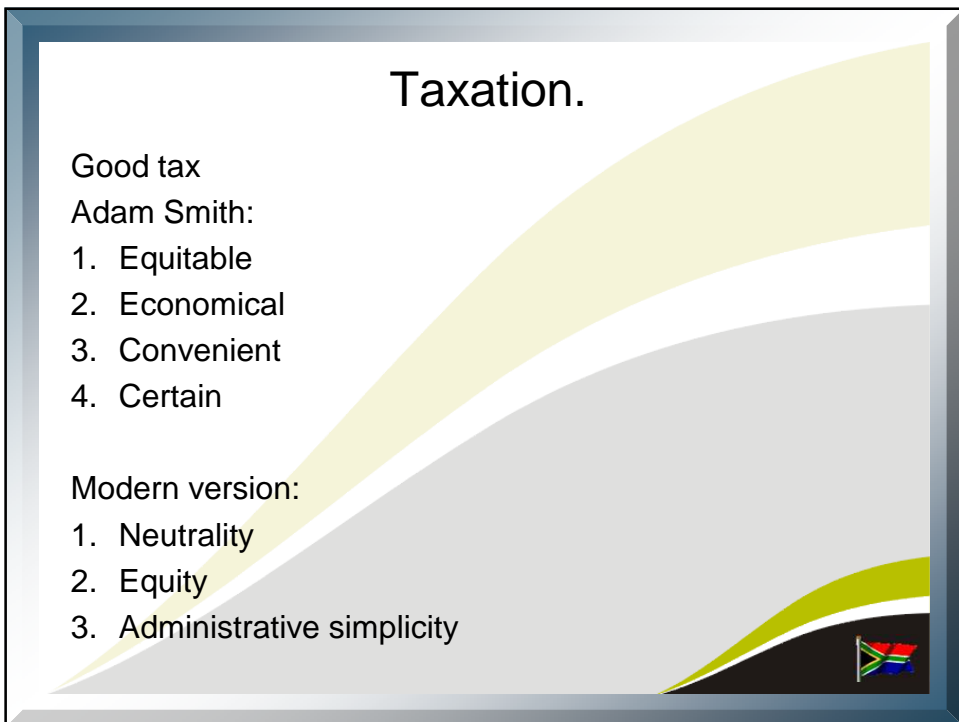 Taxation.
Good tax
Adam Smith:
1. Equitable
2. Economical
3. Convenient
4. Certain
Modern version:
1. Neutrality
2. Equity
3. Administrative simplicity